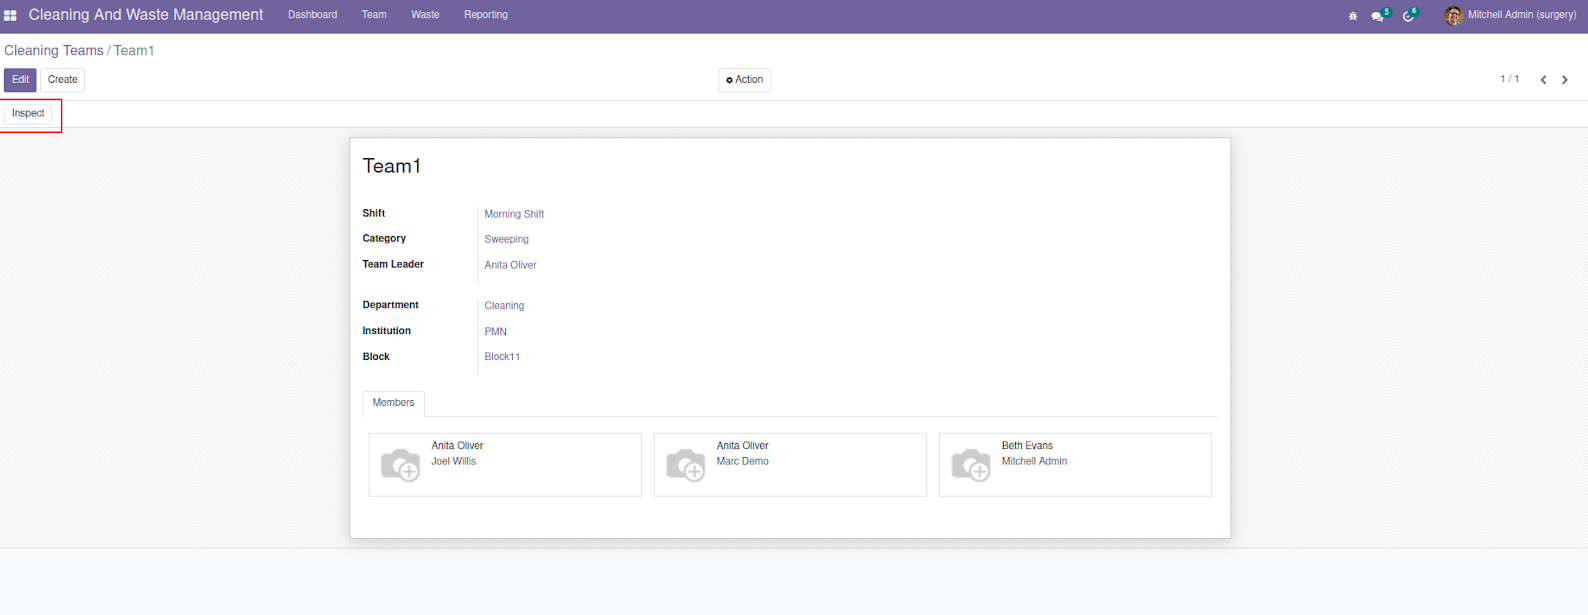 Cleaning And Waste Management Dashboard Team Waste Reporting 5 6 Mitchell Admin (surgery)
Cleaning Teams / Team1
Edit Create Action 1 / 1
Inspect
Team1
Shift Morning Shift
Category Sweeping
Team Leader Anita Oliver
Department Cleaning
Institution PMN
Block Block11
Members
Anita Oliver Anita Oliver Beth Evans
Joel Willis Marc Demo Mitchell Admin